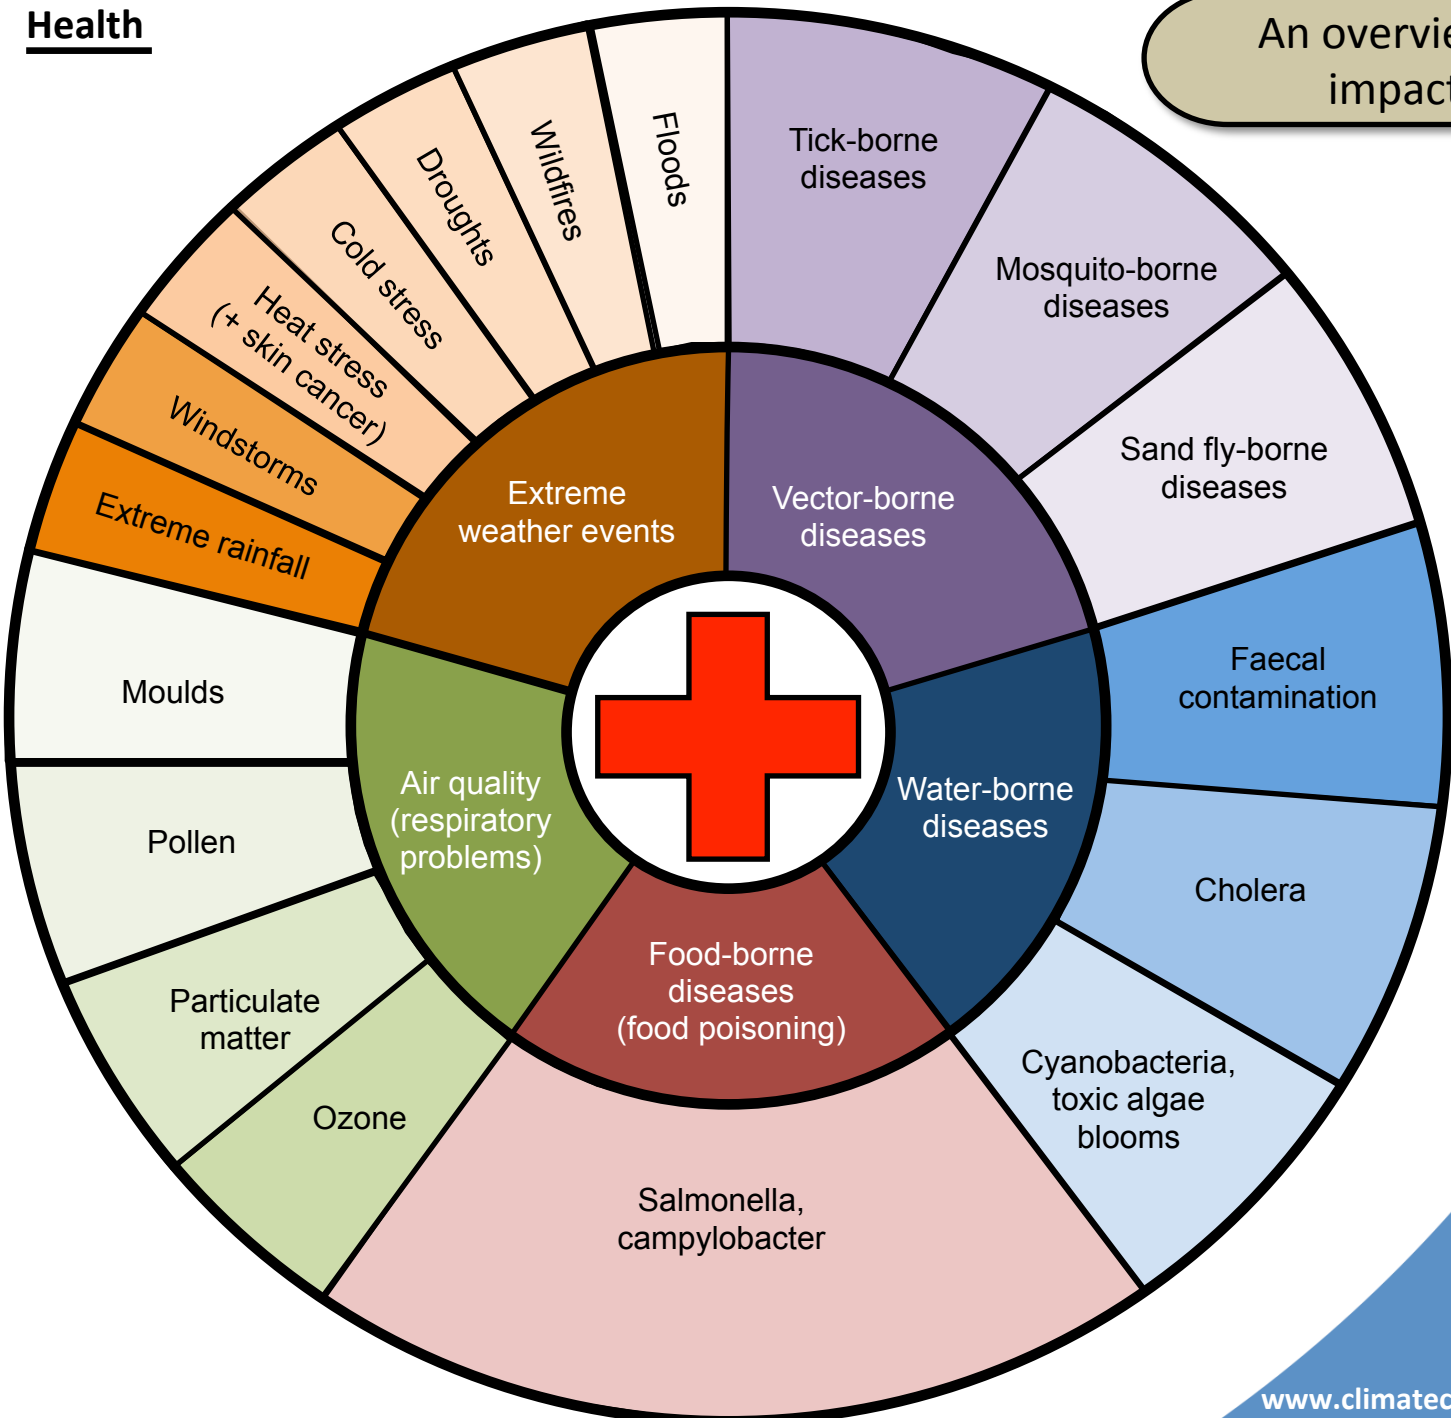 Health
An overvie
impact
Floods
Wildfires
Droughts
Cold stress
Heat stress
(+ skin cancer)
Windstorms
Extreme rainfall
Tick-borne
diseases
Mosquito-borne
diseases
Sand fly-borne
diseases
Extreme
weather events
Vector-borne
diseases
Faecal
contamination
Moulds
Air quality
(respiratory
problems)
Water-borne
diseases
Pollen
Cholera
Food-borne
diseases
(food poisoning)
Particulate
matter
Cyanobacteria,
toxic algae
blooms
Ozone
Salmonella,
campylobacter
www.climatec